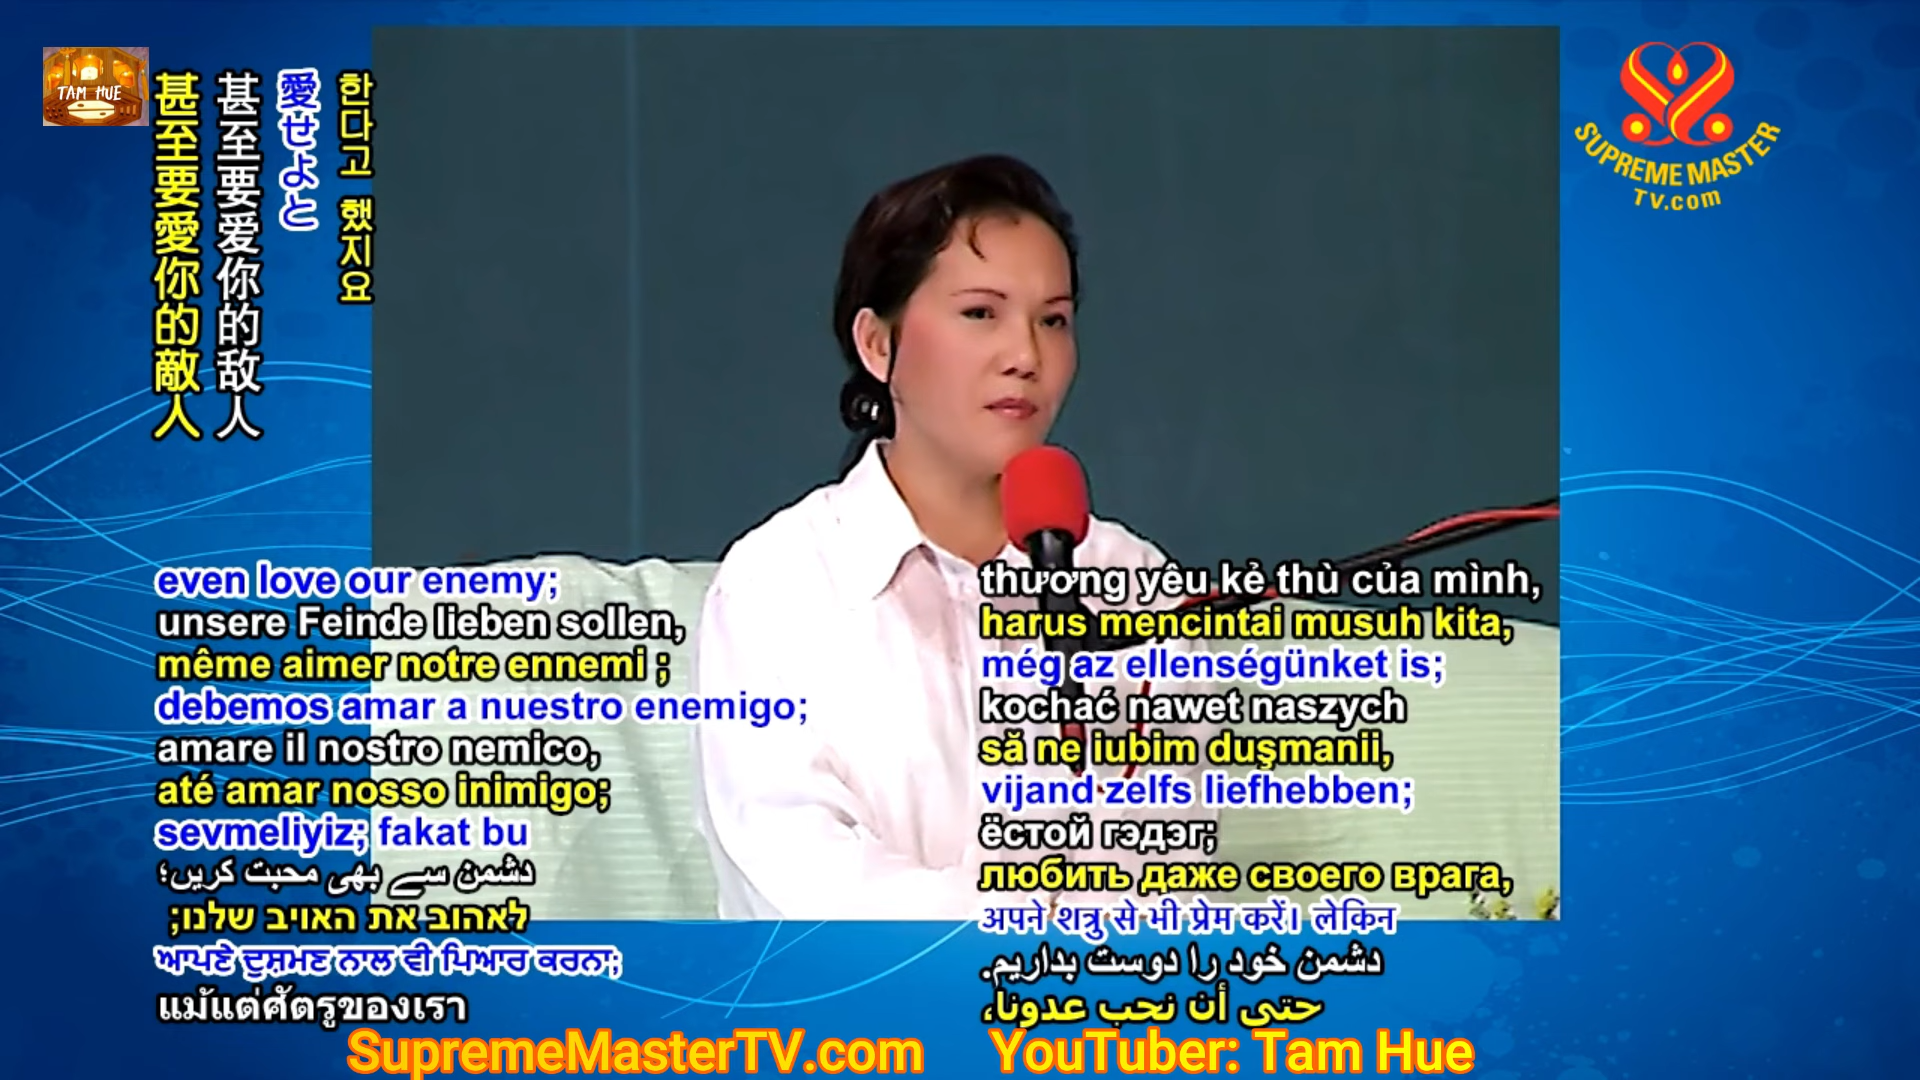 TAM HUE
甚至要愛你的敵人
甚至要爱你的敌人
愛せよと
한다고 했지요
SUPREME MASTER
TV.com
even love our enemy;
unsere Feinde lieben sollen,
même aimer notre ennemi ;
debemos amar a nuestro enemigo;
amare il nostro nemico,
até amar nosso inimigo;
sevmeliyiz; fakat bu
دشمن سے بھی محبت کریں؛
לאהוב את האויב שלנו;
ਆਪਣੇ ਦੁਸ਼ਮਣ ਨਾਲ ਵੀ ਪਿਆਰ ਕਰਨਾ;
แม้แต่ศัตรูของเรา
thương yêu kẻ thù của mình,
harus mencintai musuh kita,
még az ellenségünket is;
kochać nawet naszych
să ne iubim duşmanii,
vijand zelfs liefhebben;
ёстой гэдэг;
любить даже своего врага,
अपने शत्रु से भी प्रेम करें। लेकिन
دشمن خود را دوست بداریم.
حتى أن نحب عدونا،
SupremeMasterTV.com
YouTuber: Tam Hue